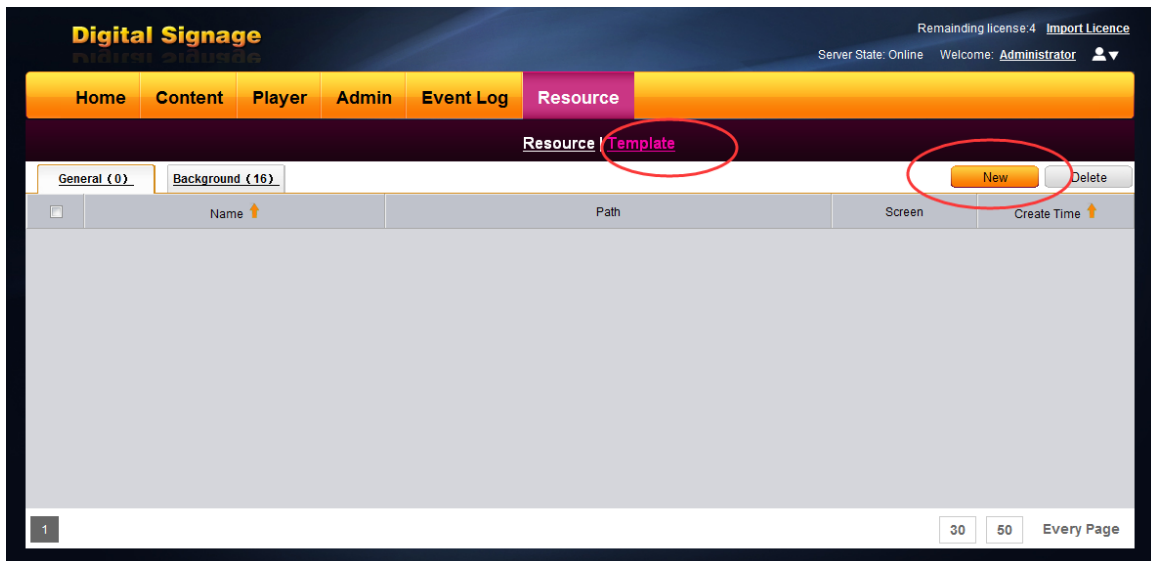 Digital Signage
Remainding license:4 Import Licence
Server State: Online Welcome: Administrator
Home Content Player Admin Event Log Resource
Resource | Template
General (0) Background (16) New Delete
Name Path Screen Create Time
1 30 50 Every Page